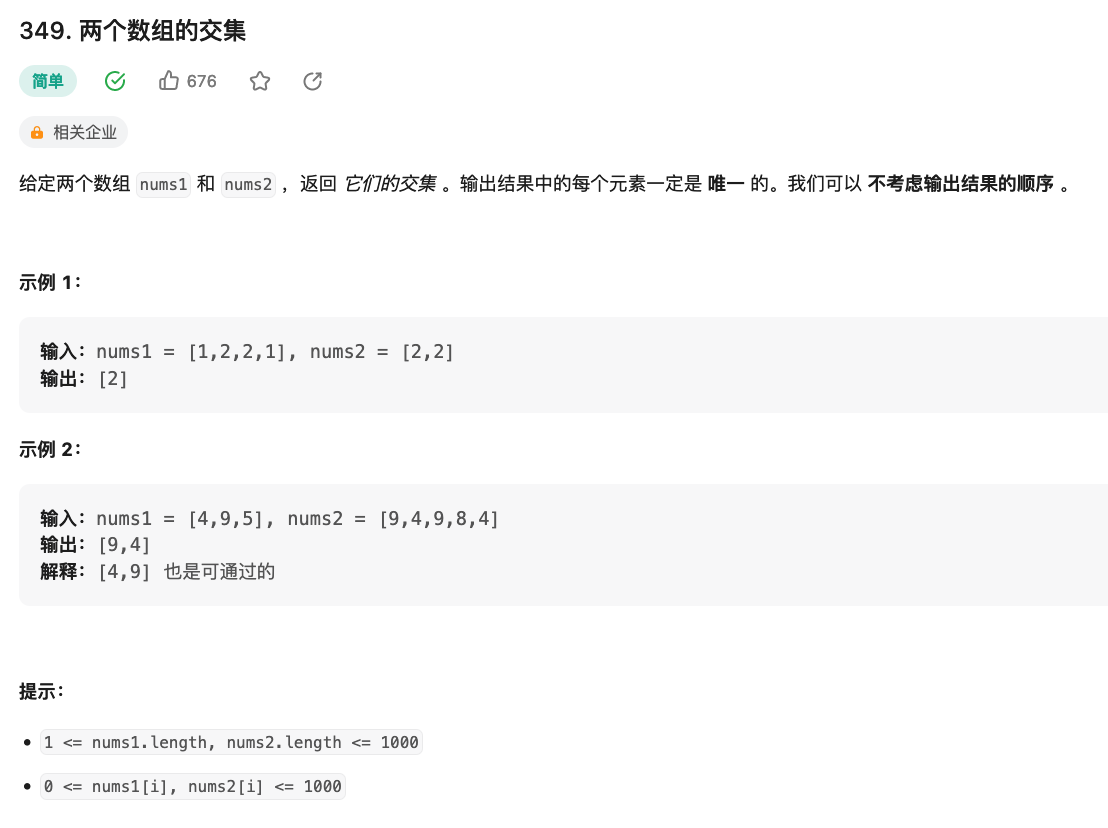 349. 两个数组的交集
简单
676
相关企业
给定两个数组 nums1 和 nums2 ，返回 它们的交集 。输出结果中的每个元素一定是 唯一 的。我们可以 不考虑输出结果的顺序 。
示例 1：
输入：nums1 = [1,2,2,1], nums2 = [2,2]
输出：[2]
示例 2：
输入：nums1 = [4,9,5], nums2 = [9,4,9,8,4]
输出：[9,4]
解释：[4,9] 也是可通过的
提示：
• 1 <= nums1.length, nums2.length <= 1000
• 0 <= nums1[i], nums2[i] <= 1000